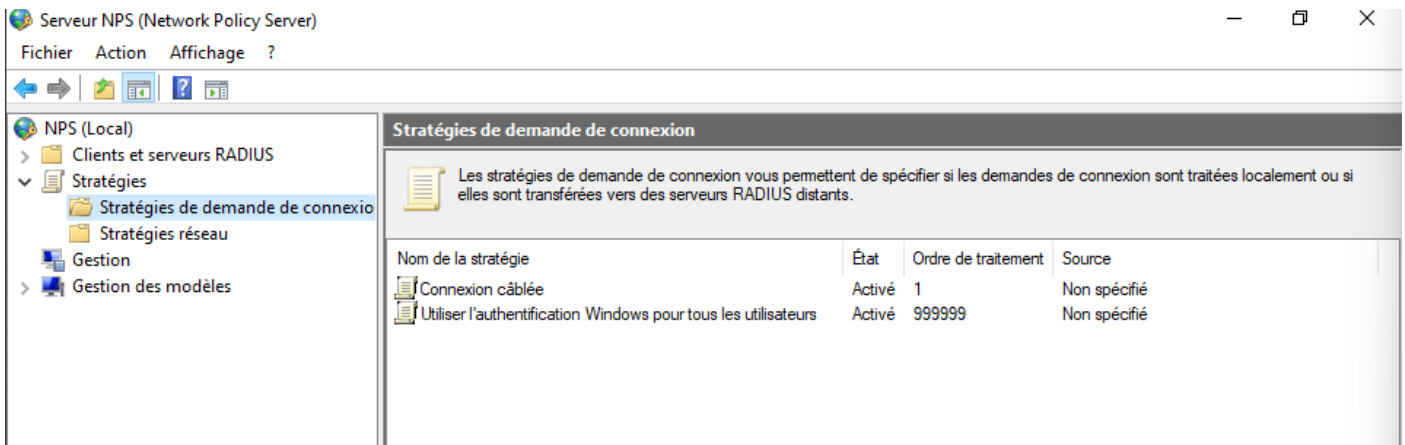 Serveur NPS (Network Policy Server)
Fichier Action Affichage ?
NPS (Local)
Clients et serveurs RADIUS
Stratégies
Stratégies de demande de connexio
Stratégies réseau
Gestion
Gestion des modèles
Stratégies de demande de connexion
Les stratégies de demande de connexion vous permettent de spécifier si les demandes de connexion sont traitées localement ou si
elles sont transférées vers des serveurs RADIUS distants.
Nom de la stratégie État Ordre de traitement Source
Connexion câblée Activé 1 Non spécifié
Utiliser l'authentification Windows pour tous les utilisateurs Activé 999999 Non spécifié